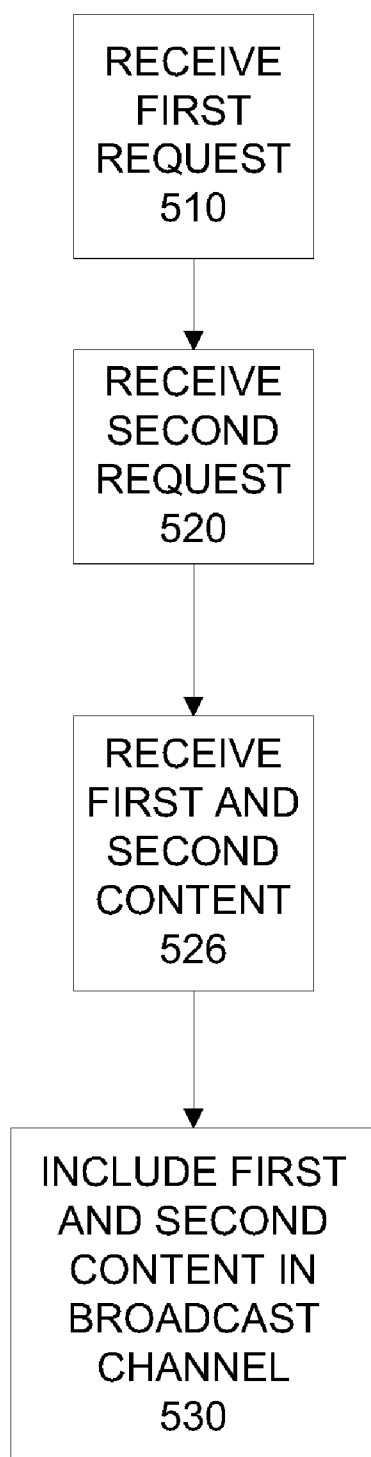 RECEIVE
FIRST
REQUEST
510
RECEIVE
SECOND
REQUEST
520
RECEIVE
FIRST AND
SECOND
CONTENT
526
INCLUDE FIRST
AND SECOND
CONTENT IN
BROADCAST
CHANNEL
530